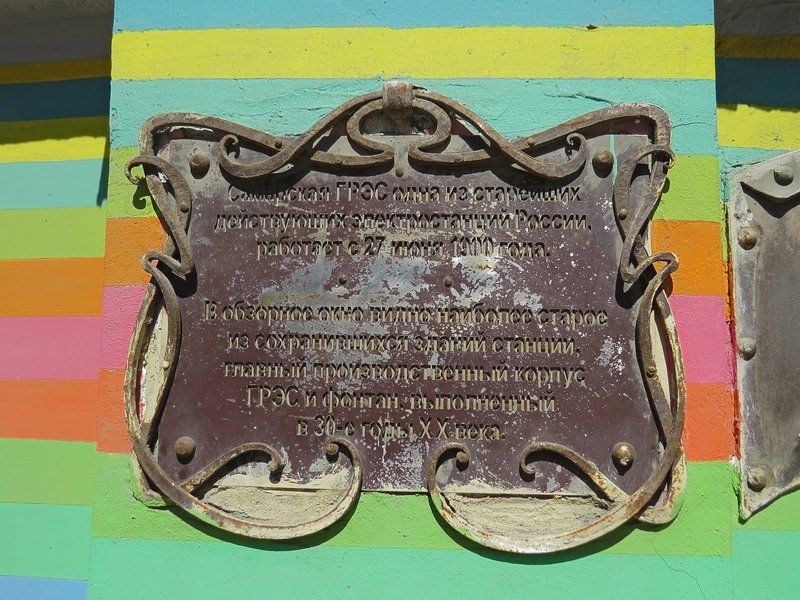 Самарская ГРЭС одна из старейших
действующих электростанций России,
работает с 27 июня 1900 года.
В обзорное окно видно наиболее старое
из сохранившихся зданий станции,
главный производственный корпус
ГРЭС и фонтан, выполненный
в 30-е годы XX века.